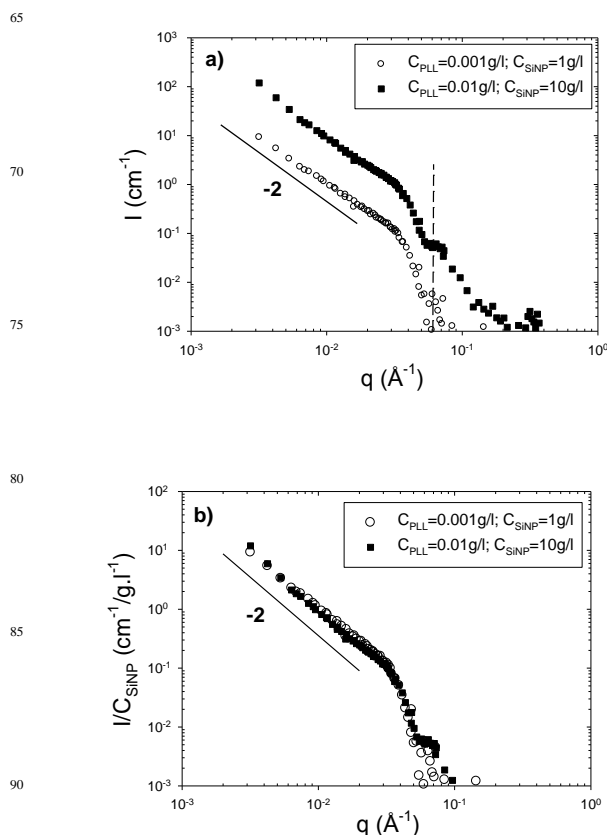 65
a)
C_PLL=0.001g/l; C_SiNP=1g/l
C_PLL=0.01g/l; C_SiNP=10g/l
10³
10²
10¹
10⁰
10⁻¹
10⁻²
10⁻³
I (cm⁻¹)
70
-2
75
10⁻³ 10⁻² 10⁻¹ 10⁰
q (Å⁻¹)
80
b)
C_PLL=0.001g/l; C_SiNP=1g/l
C_PLL=0.01g/l; C_SiNP=10g/l
10²
10¹
10⁰
10⁻¹
10⁻²
10⁻³
I/C_SiNP (cm⁻¹/g.l⁻¹)
-2
85
90
10⁻³ 10⁻² 10⁻¹ 10⁰
q (Å⁻¹)